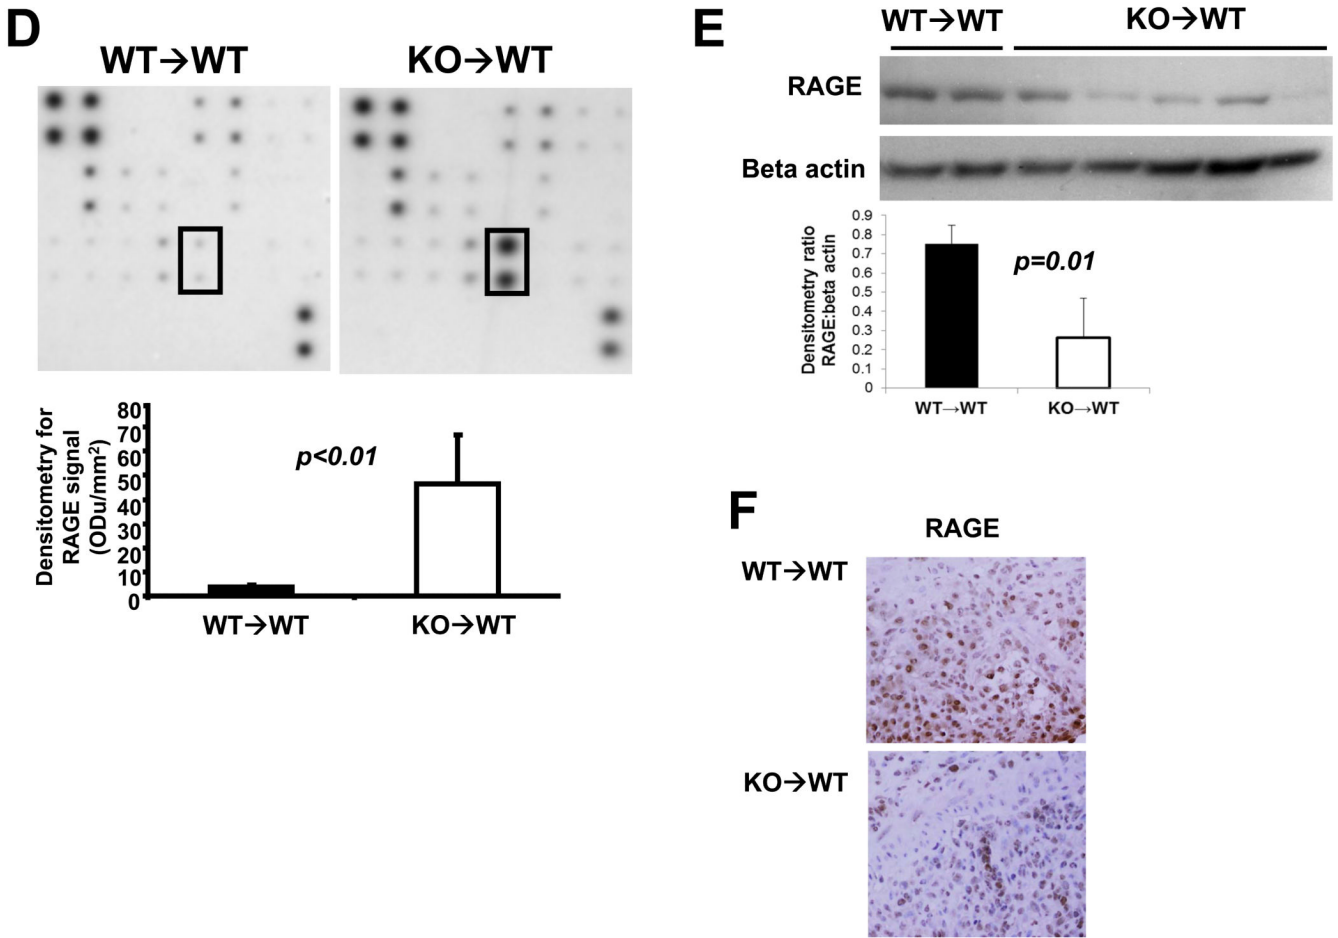 D
WT→WT KO→WT
Densitometry for
RAGE signal
(ODu/mm²)
80
70
60
50
40
30
20
10
0
p<0.01
WT→WT KO→WT
E
WT→WT KO→WT
RAGE
Beta actin
Densitometry ratio
RAGE:beta actin
0.9
0.8
0.7
0.6
0.5
0.4
0.3
0.2
0.1
0
p=0.01
WT→WT KO→WT
F
RAGE
WT→WT
KO→WT